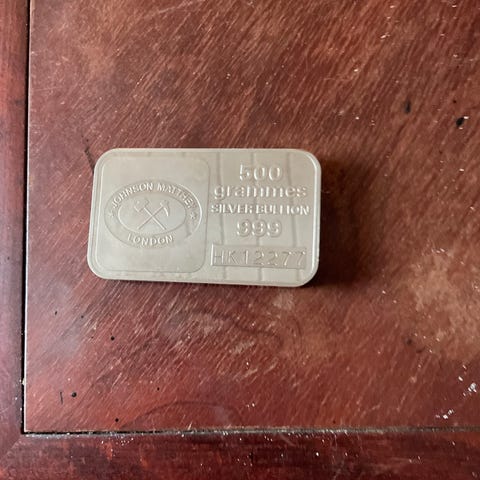 JOHNSON MATTHEY
LONDON
500
grammes
SILVER BULLION
999
HK12277